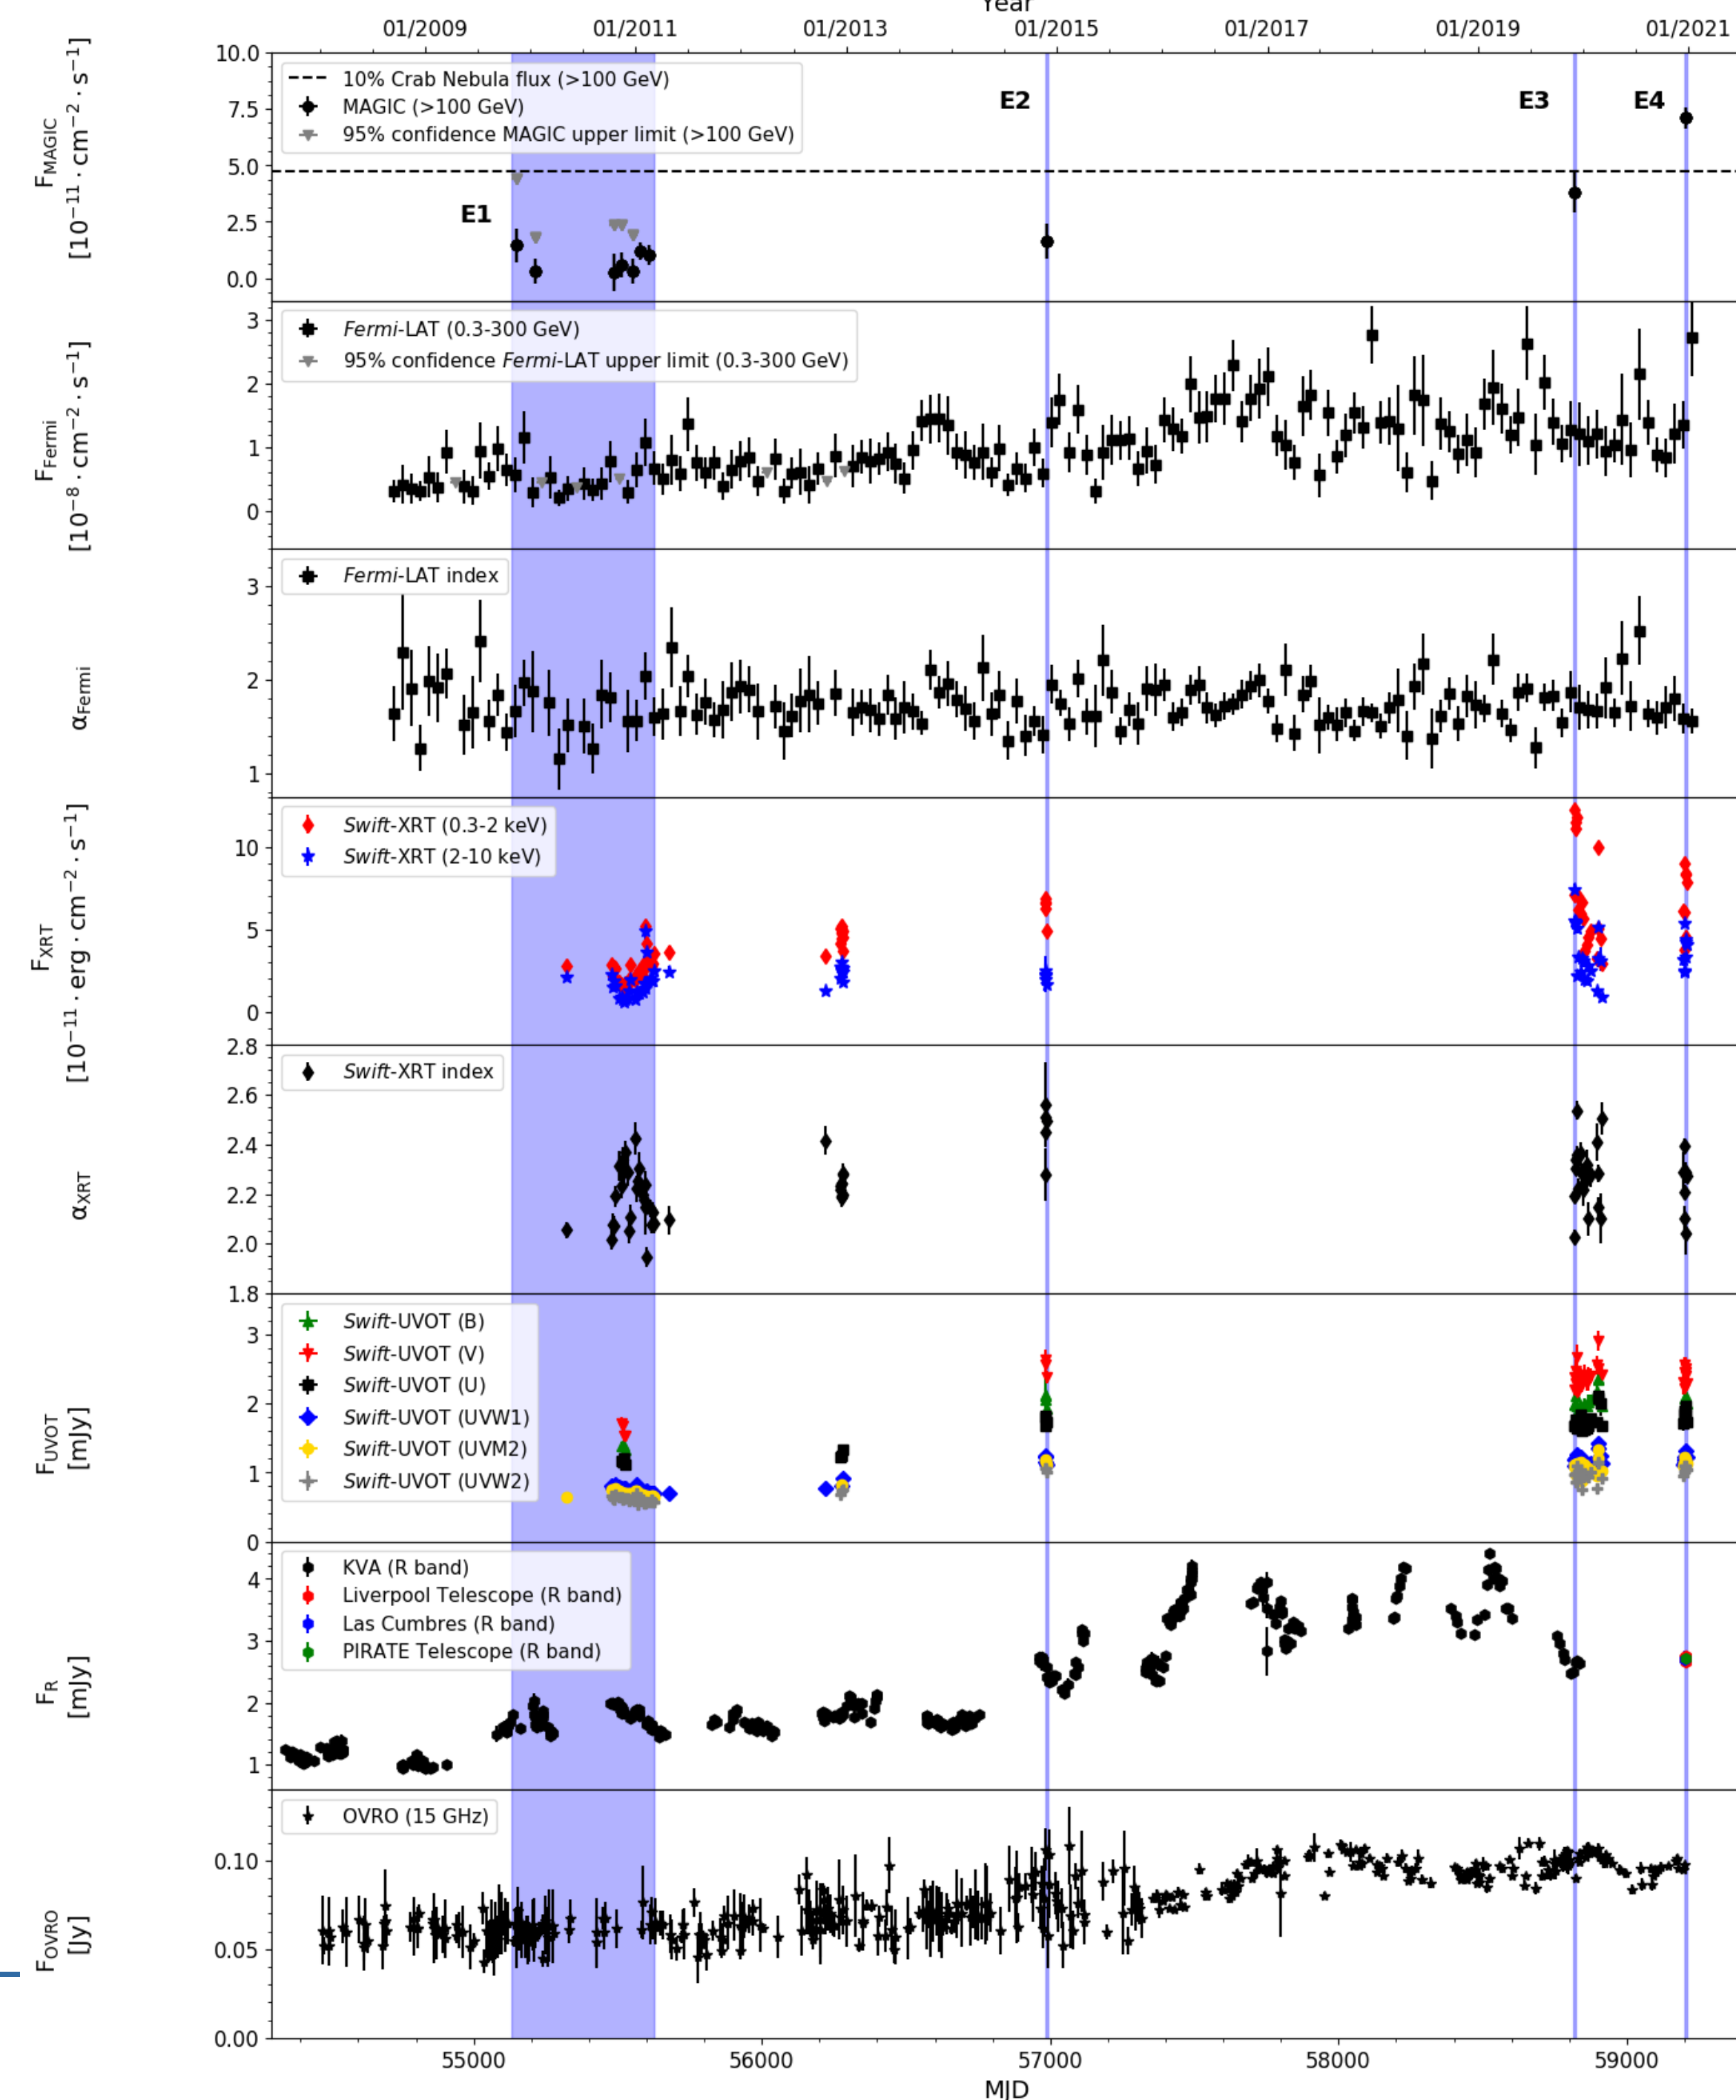 Year
01/2009 01/2011 01/2013 01/2015 01/2017 01/2019 01/2021
F_MAGIC
[10⁻¹¹ · cm⁻² · s⁻¹]
10.0
7.5
5.0
2.5
0.0
10% Crab Nebula flux (>100 GeV)
MAGIC (>100 GeV)
95% confidence MAGIC upper limit (>100 GeV)
E1
E2
E3
E4
F_Fermi
[10⁻⁸ · cm⁻² · s⁻¹]
3
2
1
0
Fermi-LAT (0.3-300 GeV)
95% confidence Fermi-LAT upper limit (0.3-300 GeV)
α_Fermi
3
2
1
Fermi-LAT index
F_XRT
[10⁻¹¹ · erg · cm⁻² · s⁻¹]
10
5
0
Swift-XRT (0.3-2 keV)
Swift-XRT (2-10 keV)
α_XRT
2.8
2.6
2.4
2.2
2.0
1.8
Swift-XRT index
F_UVOT
[mJy]
3
2
1
0
Swift-UVOT (B)
Swift-UVOT (V)
Swift-UVOT (U)
Swift-UVOT (UVW1)
Swift-UVOT (UVM2)
Swift-UVOT (UVW2)
F_R
[mJy]
4
3
2
1
KVA (R band)
Liverpool Telescope (R band)
Las Cumbres (R band)
PIRATE Telescope (R band)
F_OVRO
[Jy]
0.10
0.05
0.00
OVRO (15 GHz)
55000 56000 57000 58000 59000
MJD